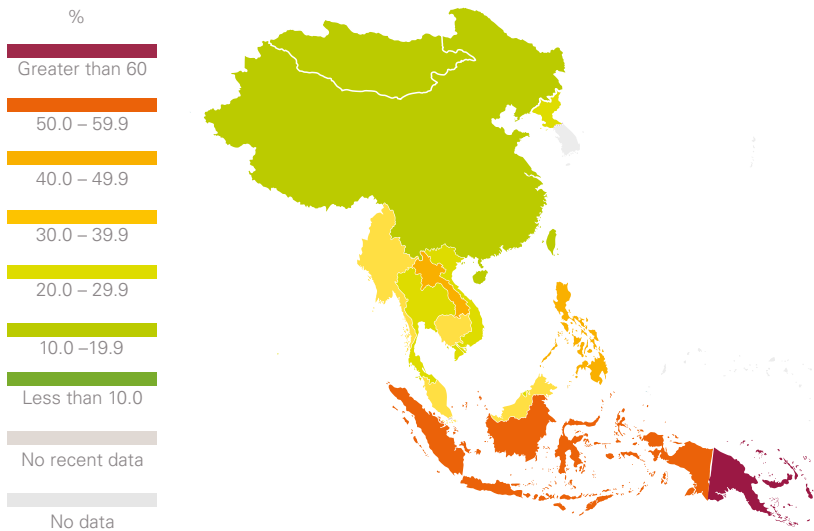 %
Greater than 60
50.0 – 59.9
40.0 – 49.9
30.0 – 39.9
20.0 – 29.9
10.0 –19.9
Less than 10.0
No recent data
No data